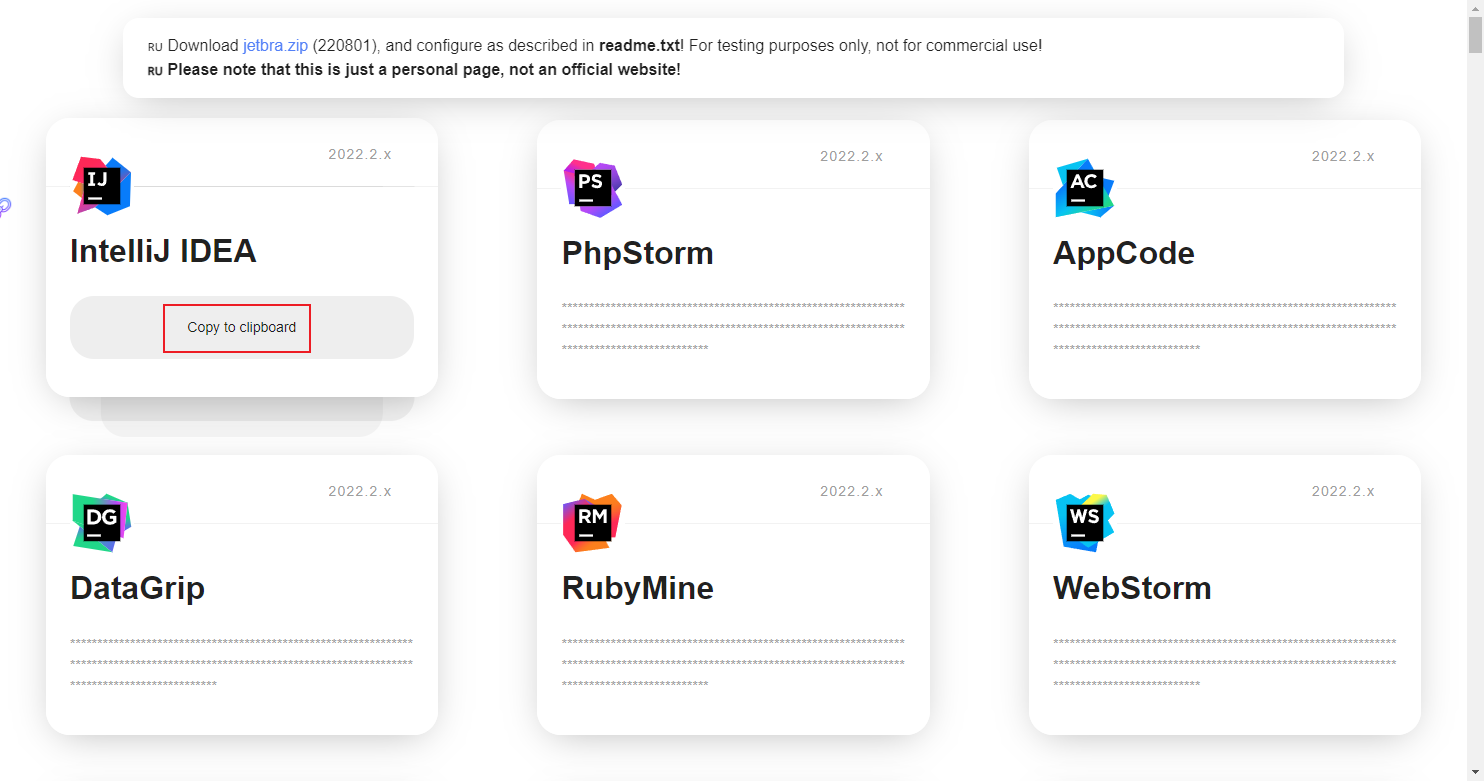 RU Download jetbra.zip (220801), and configure as described in readme.txt! For testing purposes only, not for commercial use!
RU Please note that this is just a personal page, not an official website!
2022.2.x
IJ
IntelliJ IDEA
Copy to clipboard
2022.2.x
PS
PhpStorm
2022.2.x
AC
AppCode
2022.2.x
DG
DataGrip
2022.2.x
RM
RubyMine
2022.2.x
WS
WebStorm